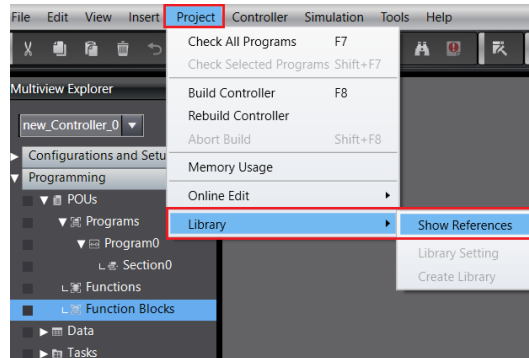 File Edit View Insert Project Controller Simulation Tools Help
Check All Programs F7
Check Selected Programs Shift+F7
Multiview Explorer
Build Controller F8
new_Controller_0
Rebuild Controller
Abort Build Shift+F8
Configurations and Setu
Memory Usage
Programming
POUs
Online Edit
Programs
Library
Show References
Program0
Library Setting
Section0
Create Library
Functions
Function Blocks
Data
Tasks